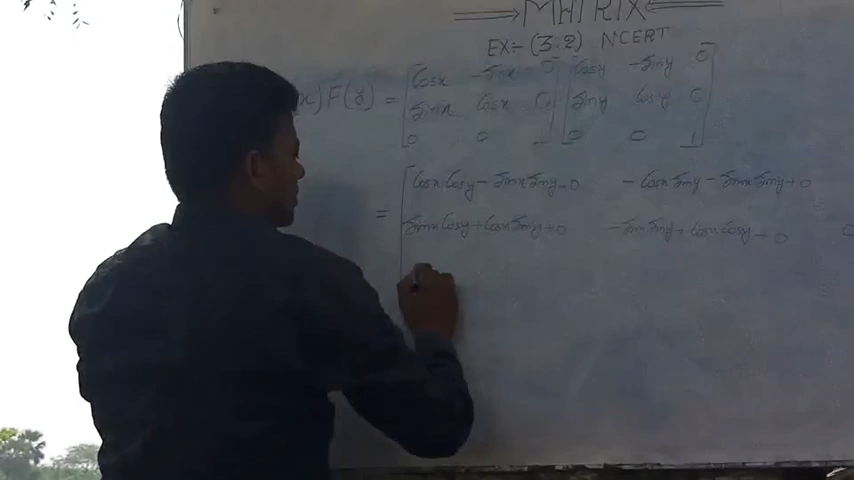 MATRIX
EX:- (3.2) N'CERT
x) F(y) = [cosx -sinx 0] [cosy -siny 0]
sinx cosx 0 siny cosy 0
0 0 1 0 0 1
= [cosx cosy - sinx siny + 0 - cosx siny - sinx siny + 0
sinx cosy + cosx siny + 0 - sinx siny + cosx cosy + 0 0